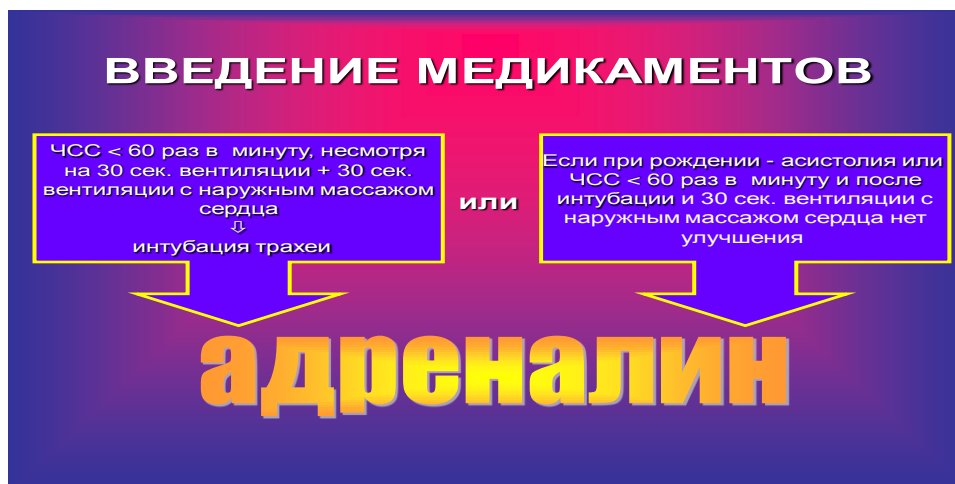 ВВЕДЕНИЕ МЕДИКАМЕНТОВ
ЧСС < 60 раз в минуту, несмотря
на 30 сек. вентиляции + 30 сек.
вентиляции с наружным массажом
сердца
⇩
интубация трахеи
или
Если при рождении - асистолия или
ЧСС < 60 раз в минуту и после
интубации и 30 сек. вентиляции с
наружным массажом сердца нет
улучшения
адреналин